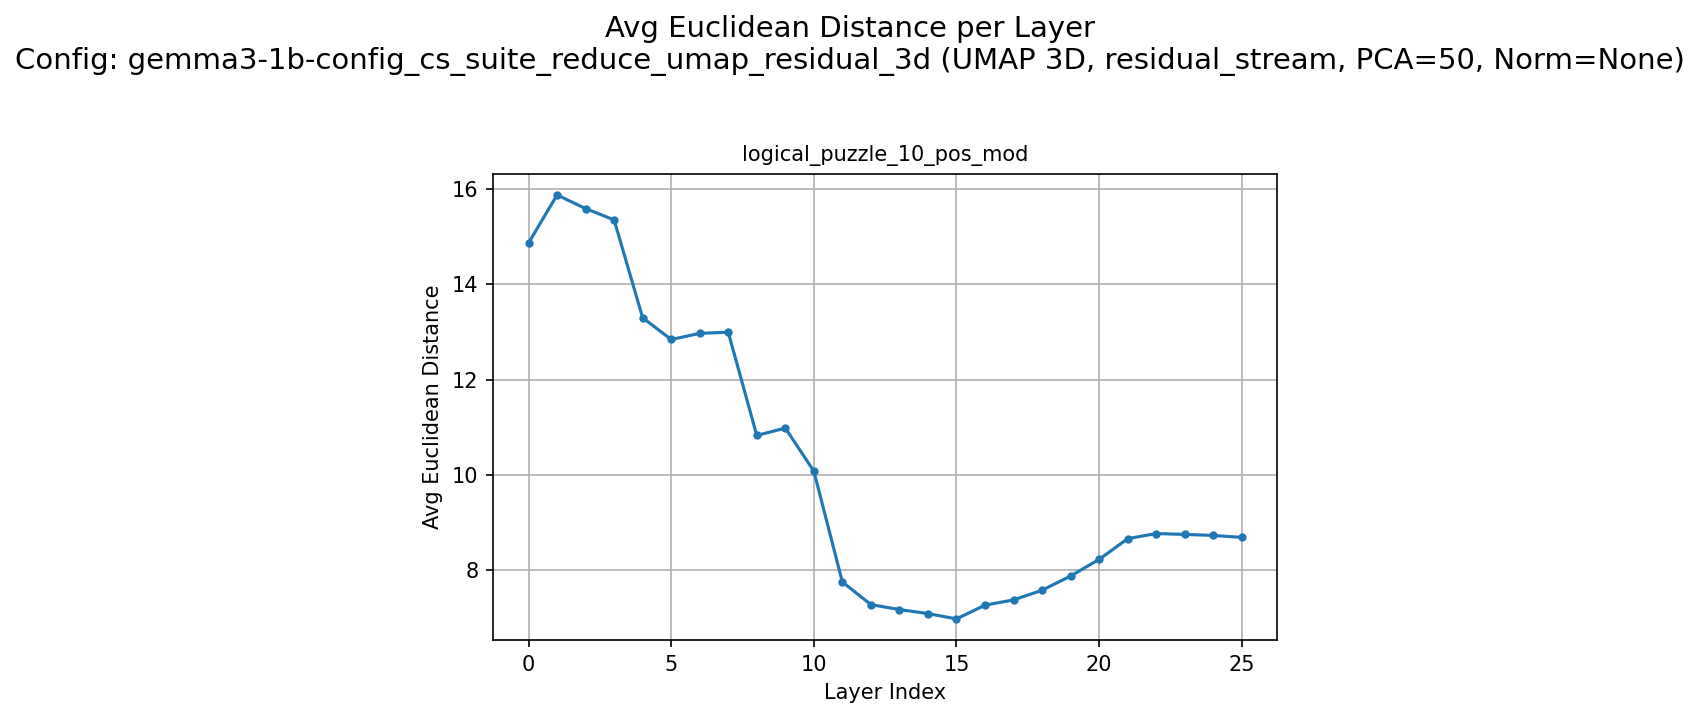 Avg Euclidean Distance per Layer
Config: gemma3-1b-config_cs_suite_reduce_umap_residual_3d (UMAP 3D, residual_stream, PCA=50, Norm=None)
logical_puzzle_10_pos_mod
16
14
12
10
8
Avg Euclidean Distance
0 5 10 15 20 25
Layer Index